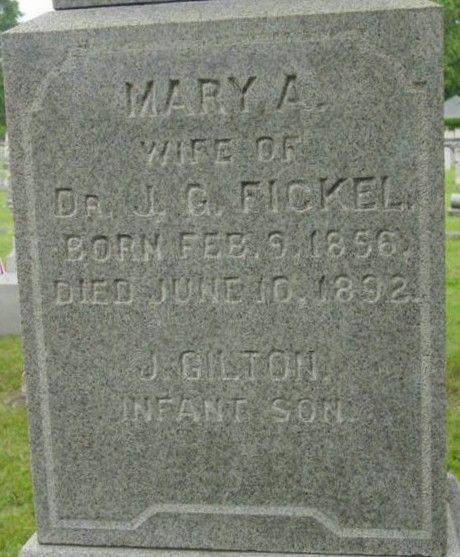 MARY A.
WIFE OF
DR. J. G. FICKEL.
BORN FEB. 9. 1856.
DIED JUNE 10. 1892.
J. GILTON.
INFANT SON.